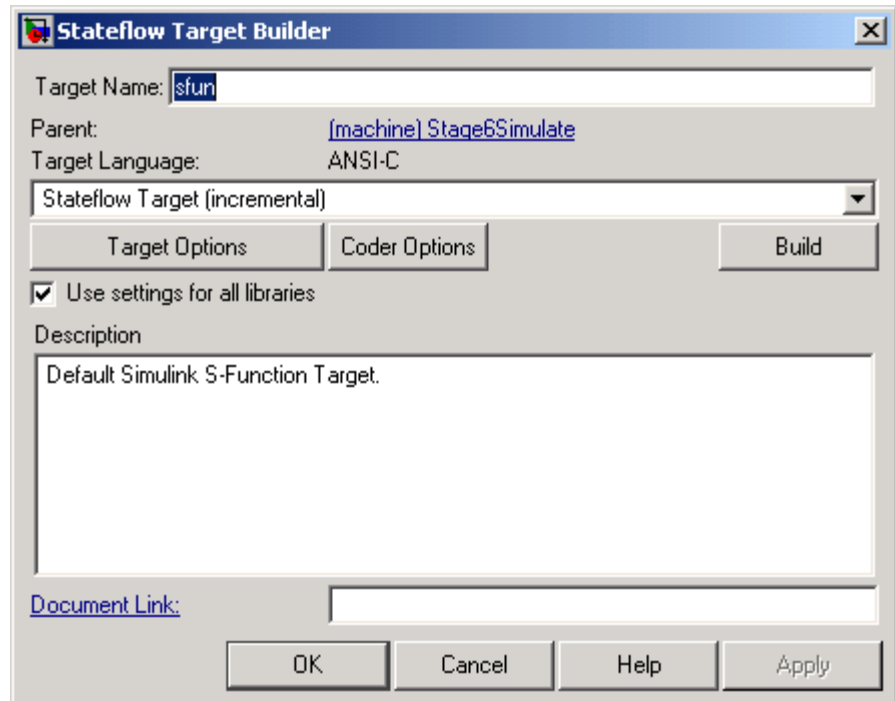 Stateflow Target Builder
Target Name: sfun
Parent: (machine) Stage6Simulate
Target Language: ANSI-C
Stateflow Target (incremental)
Target Options Coder Options Build
Use settings for all libraries
Description
Default Simulink S-Function Target.
Document Link:
OK Cancel Help Apply